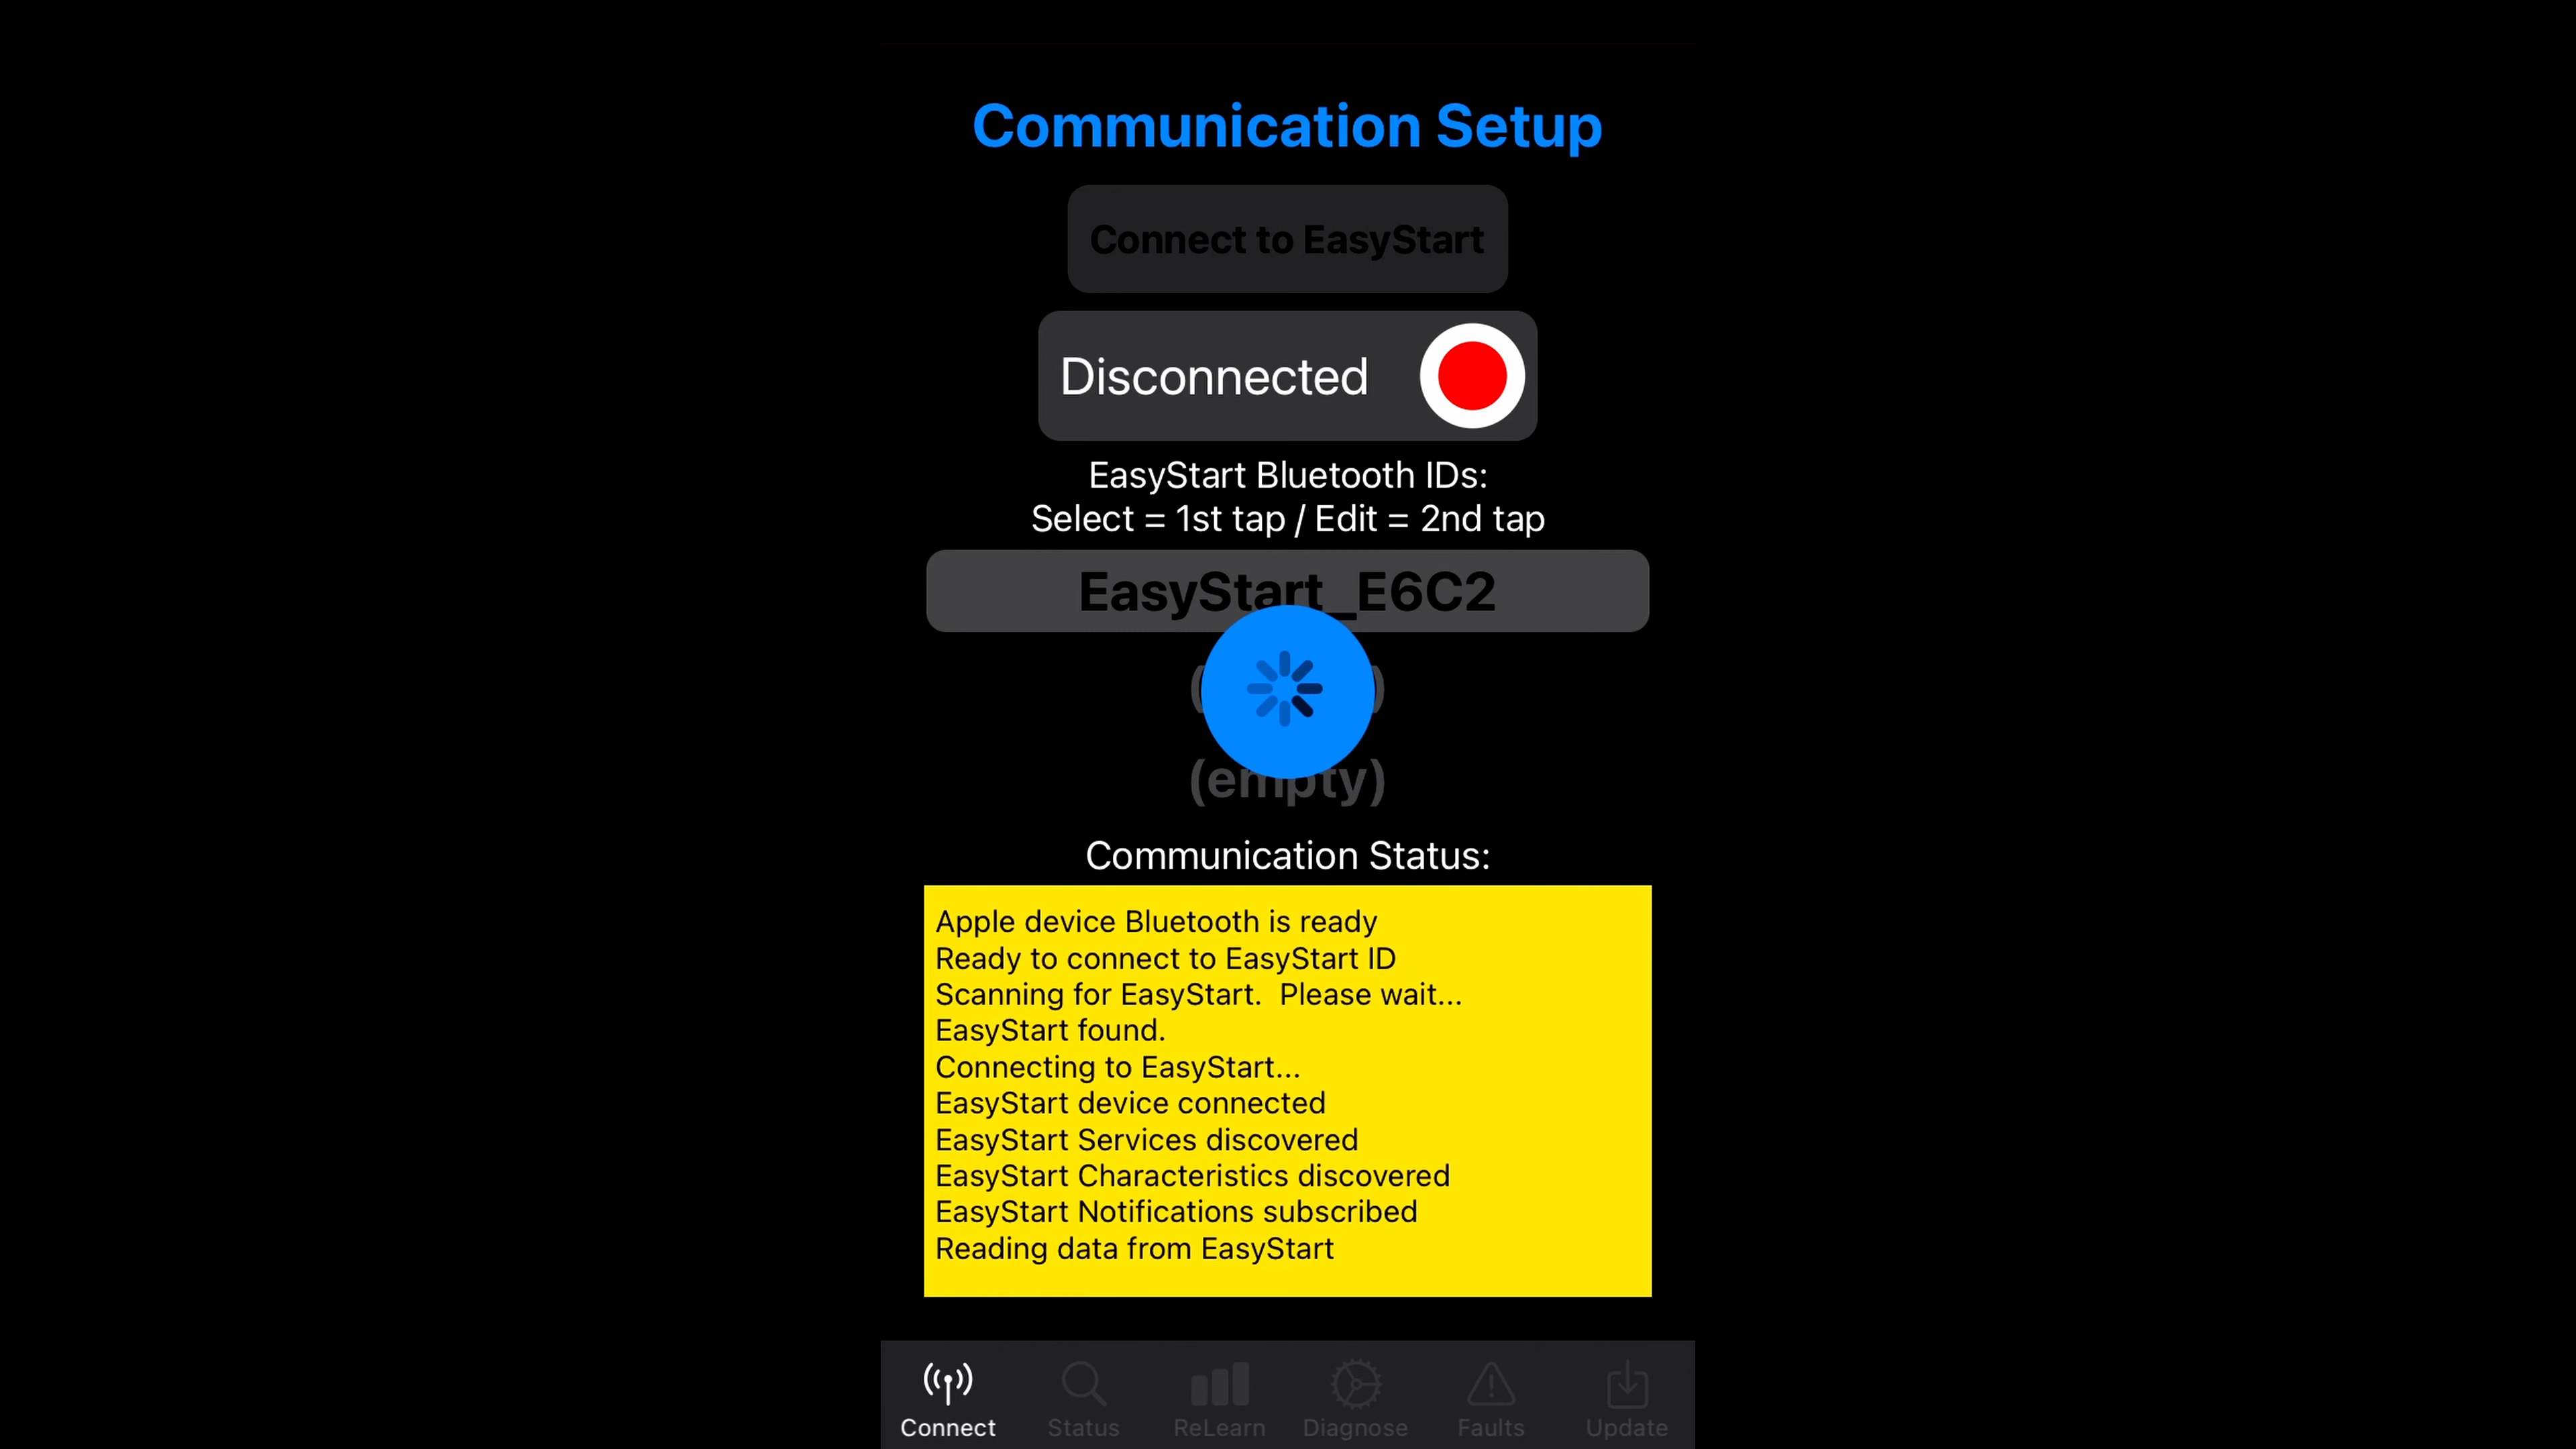 Communication Setup
Connect to EasyStart
Disconnected
EasyStart Bluetooth IDs:
Select = 1st tap / Edit = 2nd tap
EasyStart_E6C2
(empty)
Communication Status:
Apple device Bluetooth is ready
Ready to connect to EasyStart ID
Scanning for EasyStart.  Please wait...
EasyStart found.
Connecting to EasyStart...
EasyStart device connected
EasyStart Services discovered
EasyStart Characteristics discovered
EasyStart Notifications subscribed
Reading data from EasyStart
Connect Status ReLearn Diagnose Faults Update